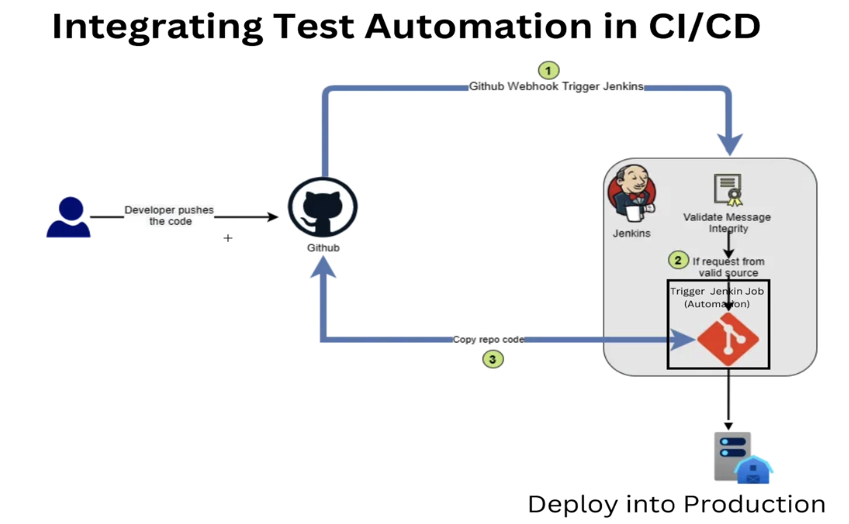 Integrating Test Automation in CI/CD
1
Github Webhook Trigger Jenkins
Developer pushes
the code
Github
Jenkins
Validate Message
Integrity
2
If request from
valid source
Trigger Jenkin Job
(Automation)
Copy repo code
3
Deploy into Production